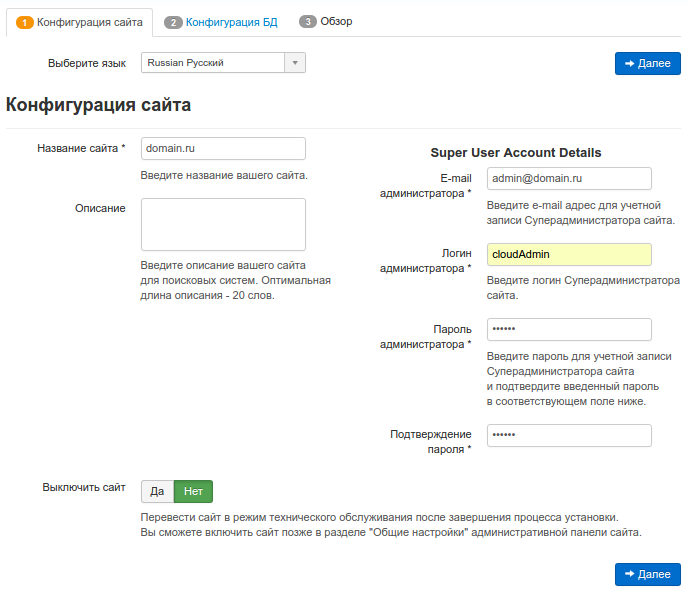 1 Конфигурация сайта 2 Конфигурация БД 3 Обзор
Выберите язык Russian Русский Далее
Конфигурация сайта
Название сайта * domain.ru
Введите название вашего сайта.
Описание
Введите описание вашего сайта
для поисковых систем. Оптимальная
длина описания - 20 слов.
Super User Account Details
E-mail
администратора *
admin@domain.ru
Введите e-mail адрес для учетной
записи Суперадминистратора сайта.
Логин
администратора *
cloudAdmin
Введите логин Суперадминистратора
сайта.
Пароль
администратора *
••••••
Введите пароль для учетной записи
Суперадминистратора сайта
и подтвердите введенный пароль
в соответствующем поле ниже.
Подтверждение
пароля *
••••••
Выключить сайт Да Нет
Перевести сайт в режим технического обслуживания после завершения процесса установки.
Вы сможете включить сайт позже в разделе "Общие настройки" административной панели сайта.
Далее